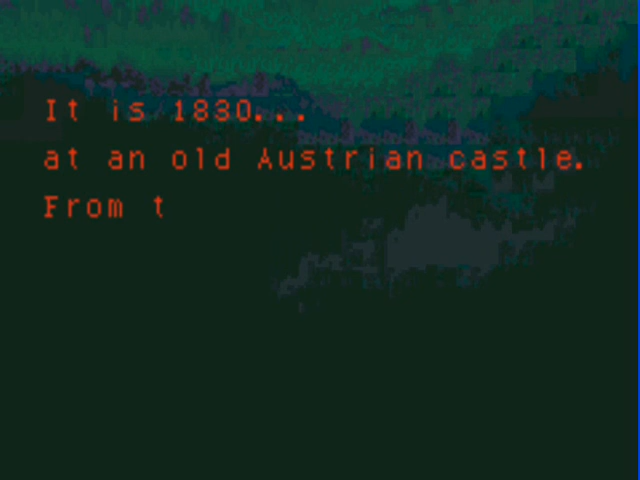 It is 1830...
at an old Austrian castle.
From t